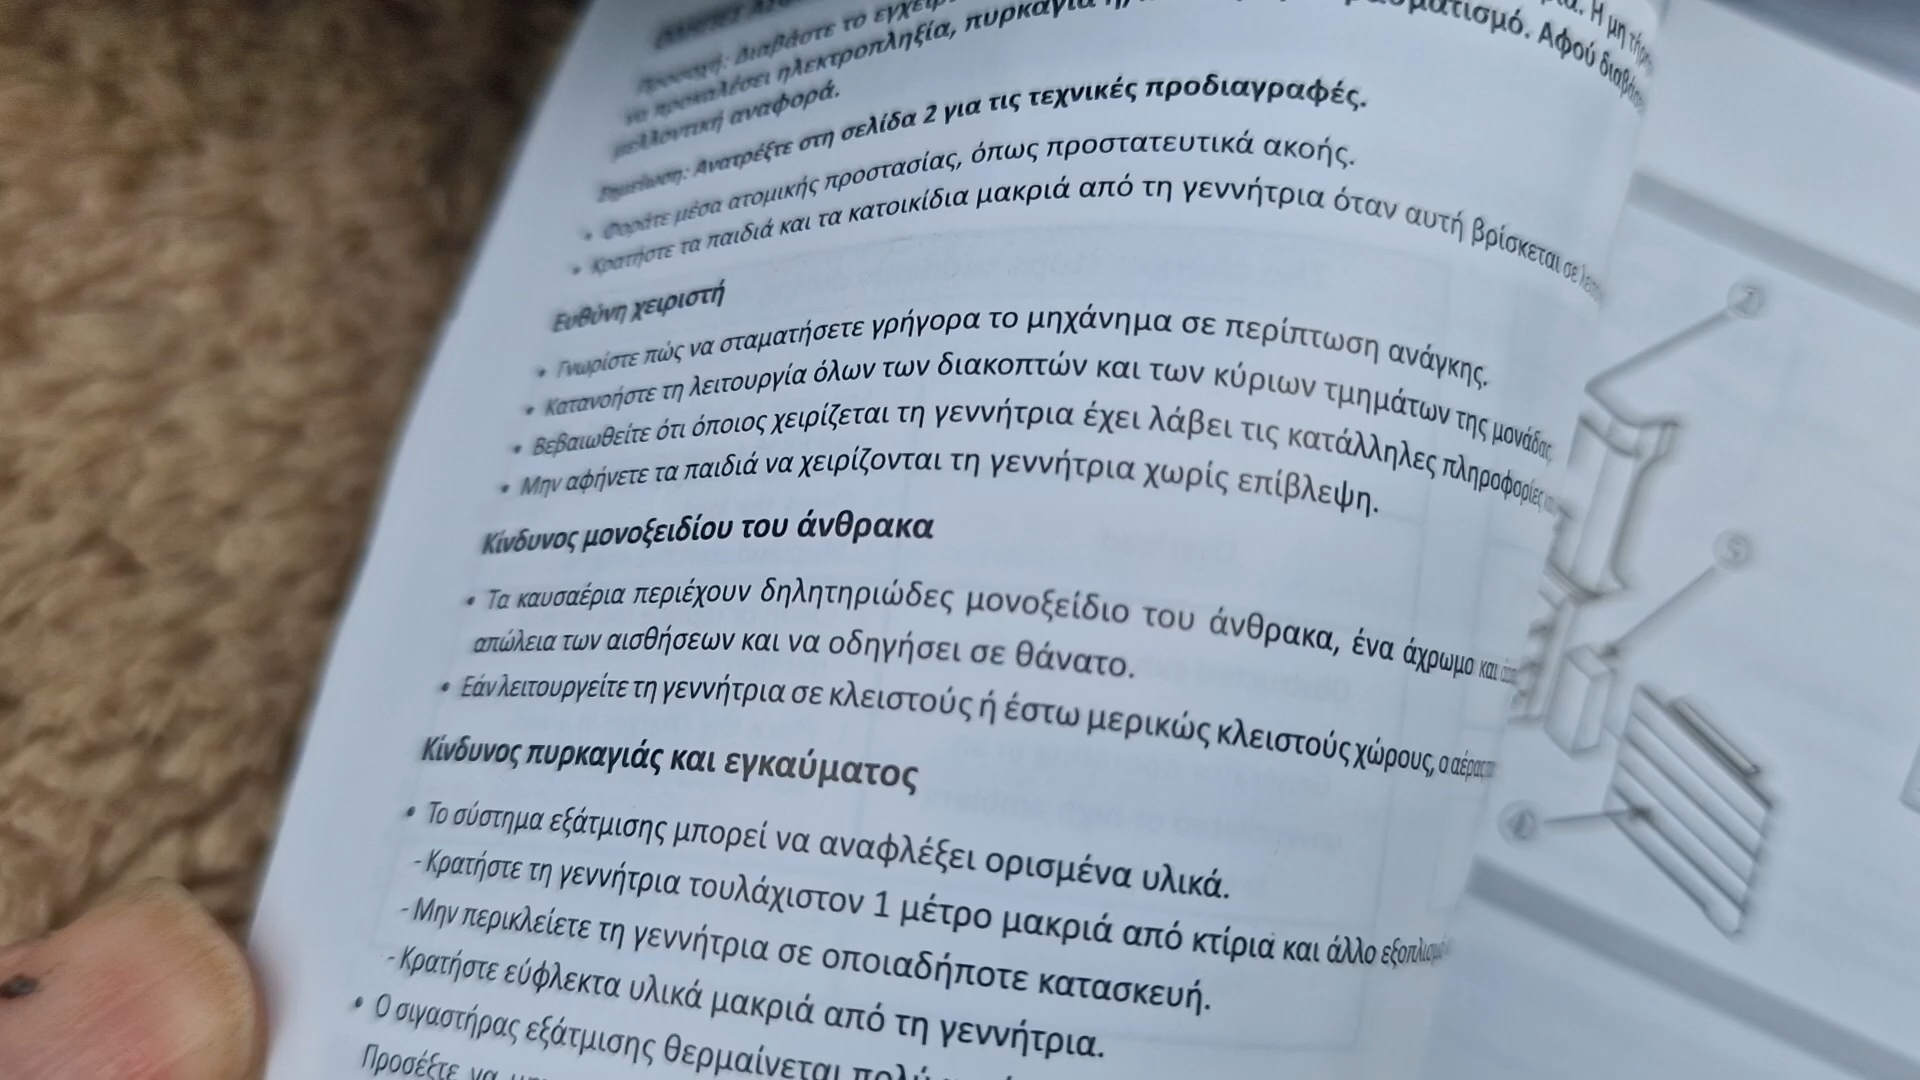 Προσοχή: Διαβάστε το
να προκαλέσει ηλεκτροπληξία, πυρκαγιά Αφού
μελλοντική αναφορά.
Σημείωση: Ανατρέξτε στη σελίδα 2 για τις τεχνικές προδιαγραφές.
• Φοράτε μέσα ατομικής προστασίας, όπως προστατευτικά ακοής.
• Κρατήστε τα παιδιά και τα κατοικίδια μακριά από τη γεννήτρια όταν αυτή βρίσκεται σε
Ευθύνη χειριστή
• Γνωρίστε πώς να σταματήσετε γρήγορα το μηχάνημα σε περίπτωση ανάγκης.
• Κατανοήστε τη λειτουργία όλων των διακοπτών και των κύριων τμημάτων της μονάδας
• Βεβαιωθείτε ότι όποιος χειρίζεται τη γεννήτρια έχει λάβει τις κατάλληλες πληροφορίες
• Μην αφήνετε τα παιδιά να χειρίζονται τη γεννήτρια χωρίς επίβλεψη.
Κίνδυνος μονοξειδίου του άνθρακα
• Τα καυσαέρια περιέχουν δηλητηριώδες μονοξείδιο του άνθρακα, ένα άχρωμο και
απώλεια των αισθήσεων και να οδηγήσει σε θάνατο.
• Εάν λειτουργείτε τη γεννήτρια σε κλειστούς ή έστω μερικώς κλειστούς χώρους, ο αέρας
Κίνδυνος πυρκαγιάς και εγκαύματος
• Το σύστημα εξάτμισης μπορεί να αναφλέξει ορισμένα υλικά.
- Κρατήστε τη γεννήτρια τουλάχιστον 1 μέτρο μακριά από κτίρια και άλλο
- Μην περικλείετε τη γεννήτρια σε οποιαδήποτε κατασκευή.
- Κρατήστε εύφλεκτα υλικά μακριά από τη γεννήτρια.
• Ο σιγαστήρας εξάτμισης θερμαίνεται πολύ
Προσέξτε να
4